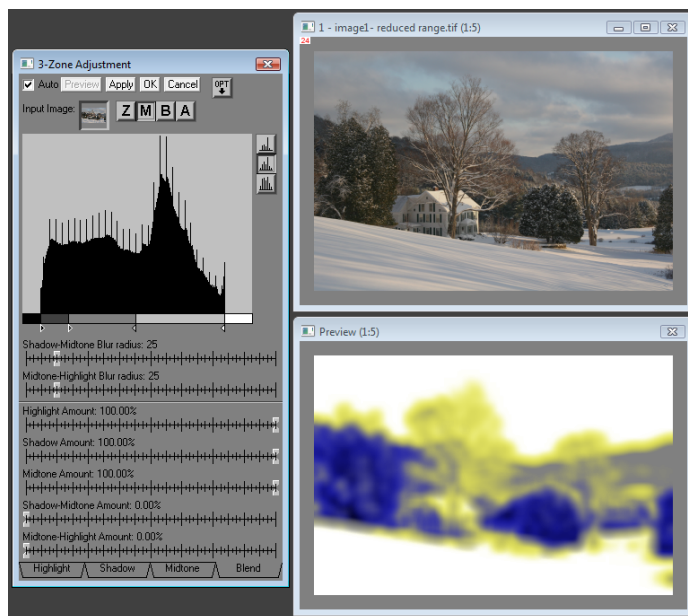 1 - image1- reduced range.tif (1:5)
24
3-Zone Adjustment
Auto Preview Apply OK Cancel OPT
Input Image: Z M B A
Shadow-Midtone Blur radius: 25
Midtone-Highlight Blur radius: 25
Highlight Amount: 100.00%
Shadow Amount: 100.00%
Midtone Amount: 100.00%
Shadow-Midtone Amount: 0.00%
Midtone-Highlight Amount: 0.00%
Highlight Shadow Midtone Blend
Preview (1:5)